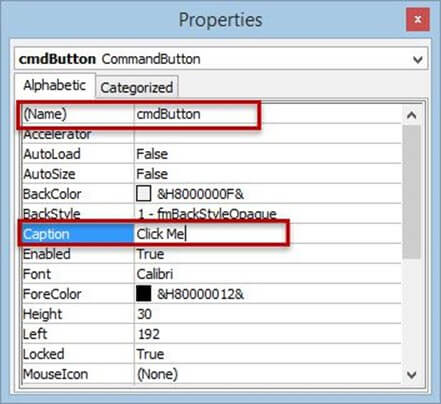 Properties
x
cmdButton CommandButton
Alphabetic Categorized
(Name) cmdButton
Accelerator
AutoLoad False
AutoSize False
BackColor &H8000000F&
BackStyle 1 - fmBackStyleOpaque
Caption Click Me
Enabled True
Font Calibri
ForeColor &H80000012&
Height 30
Left 192
Locked True
MouseIcon (None)